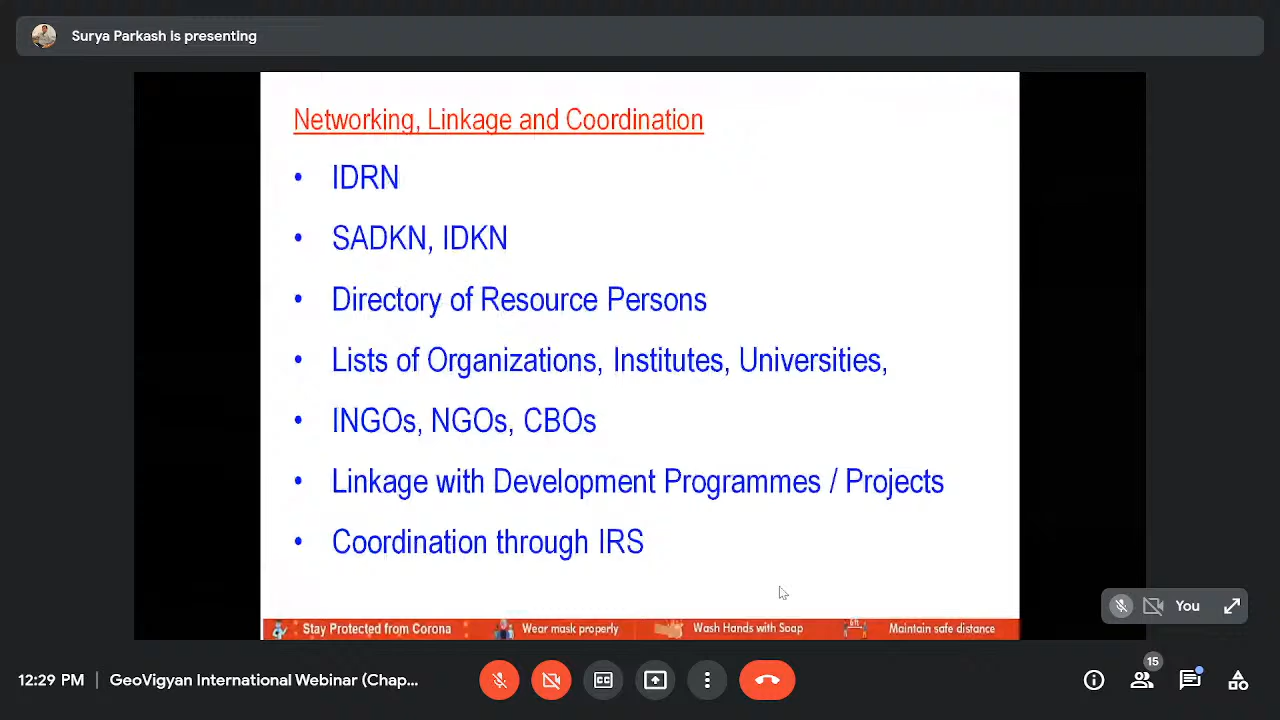 Surya Parkash is presenting
Networking, Linkage and Coordination
• IDRN
• SADKN, IDKN
• Directory of Resource Persons
• Lists of Organizations, Institutes, Universities,
• INGOs, NGOs, CBOs
• Linkage with Development Programmes / Projects
• Coordination through IRS
Stay Protected from Corona
Wear mask properly
Wash Hands with Soap
6ft
Maintain safe distance
You
12:29 PM | GeoVigyan International Webinar (Chap...
15